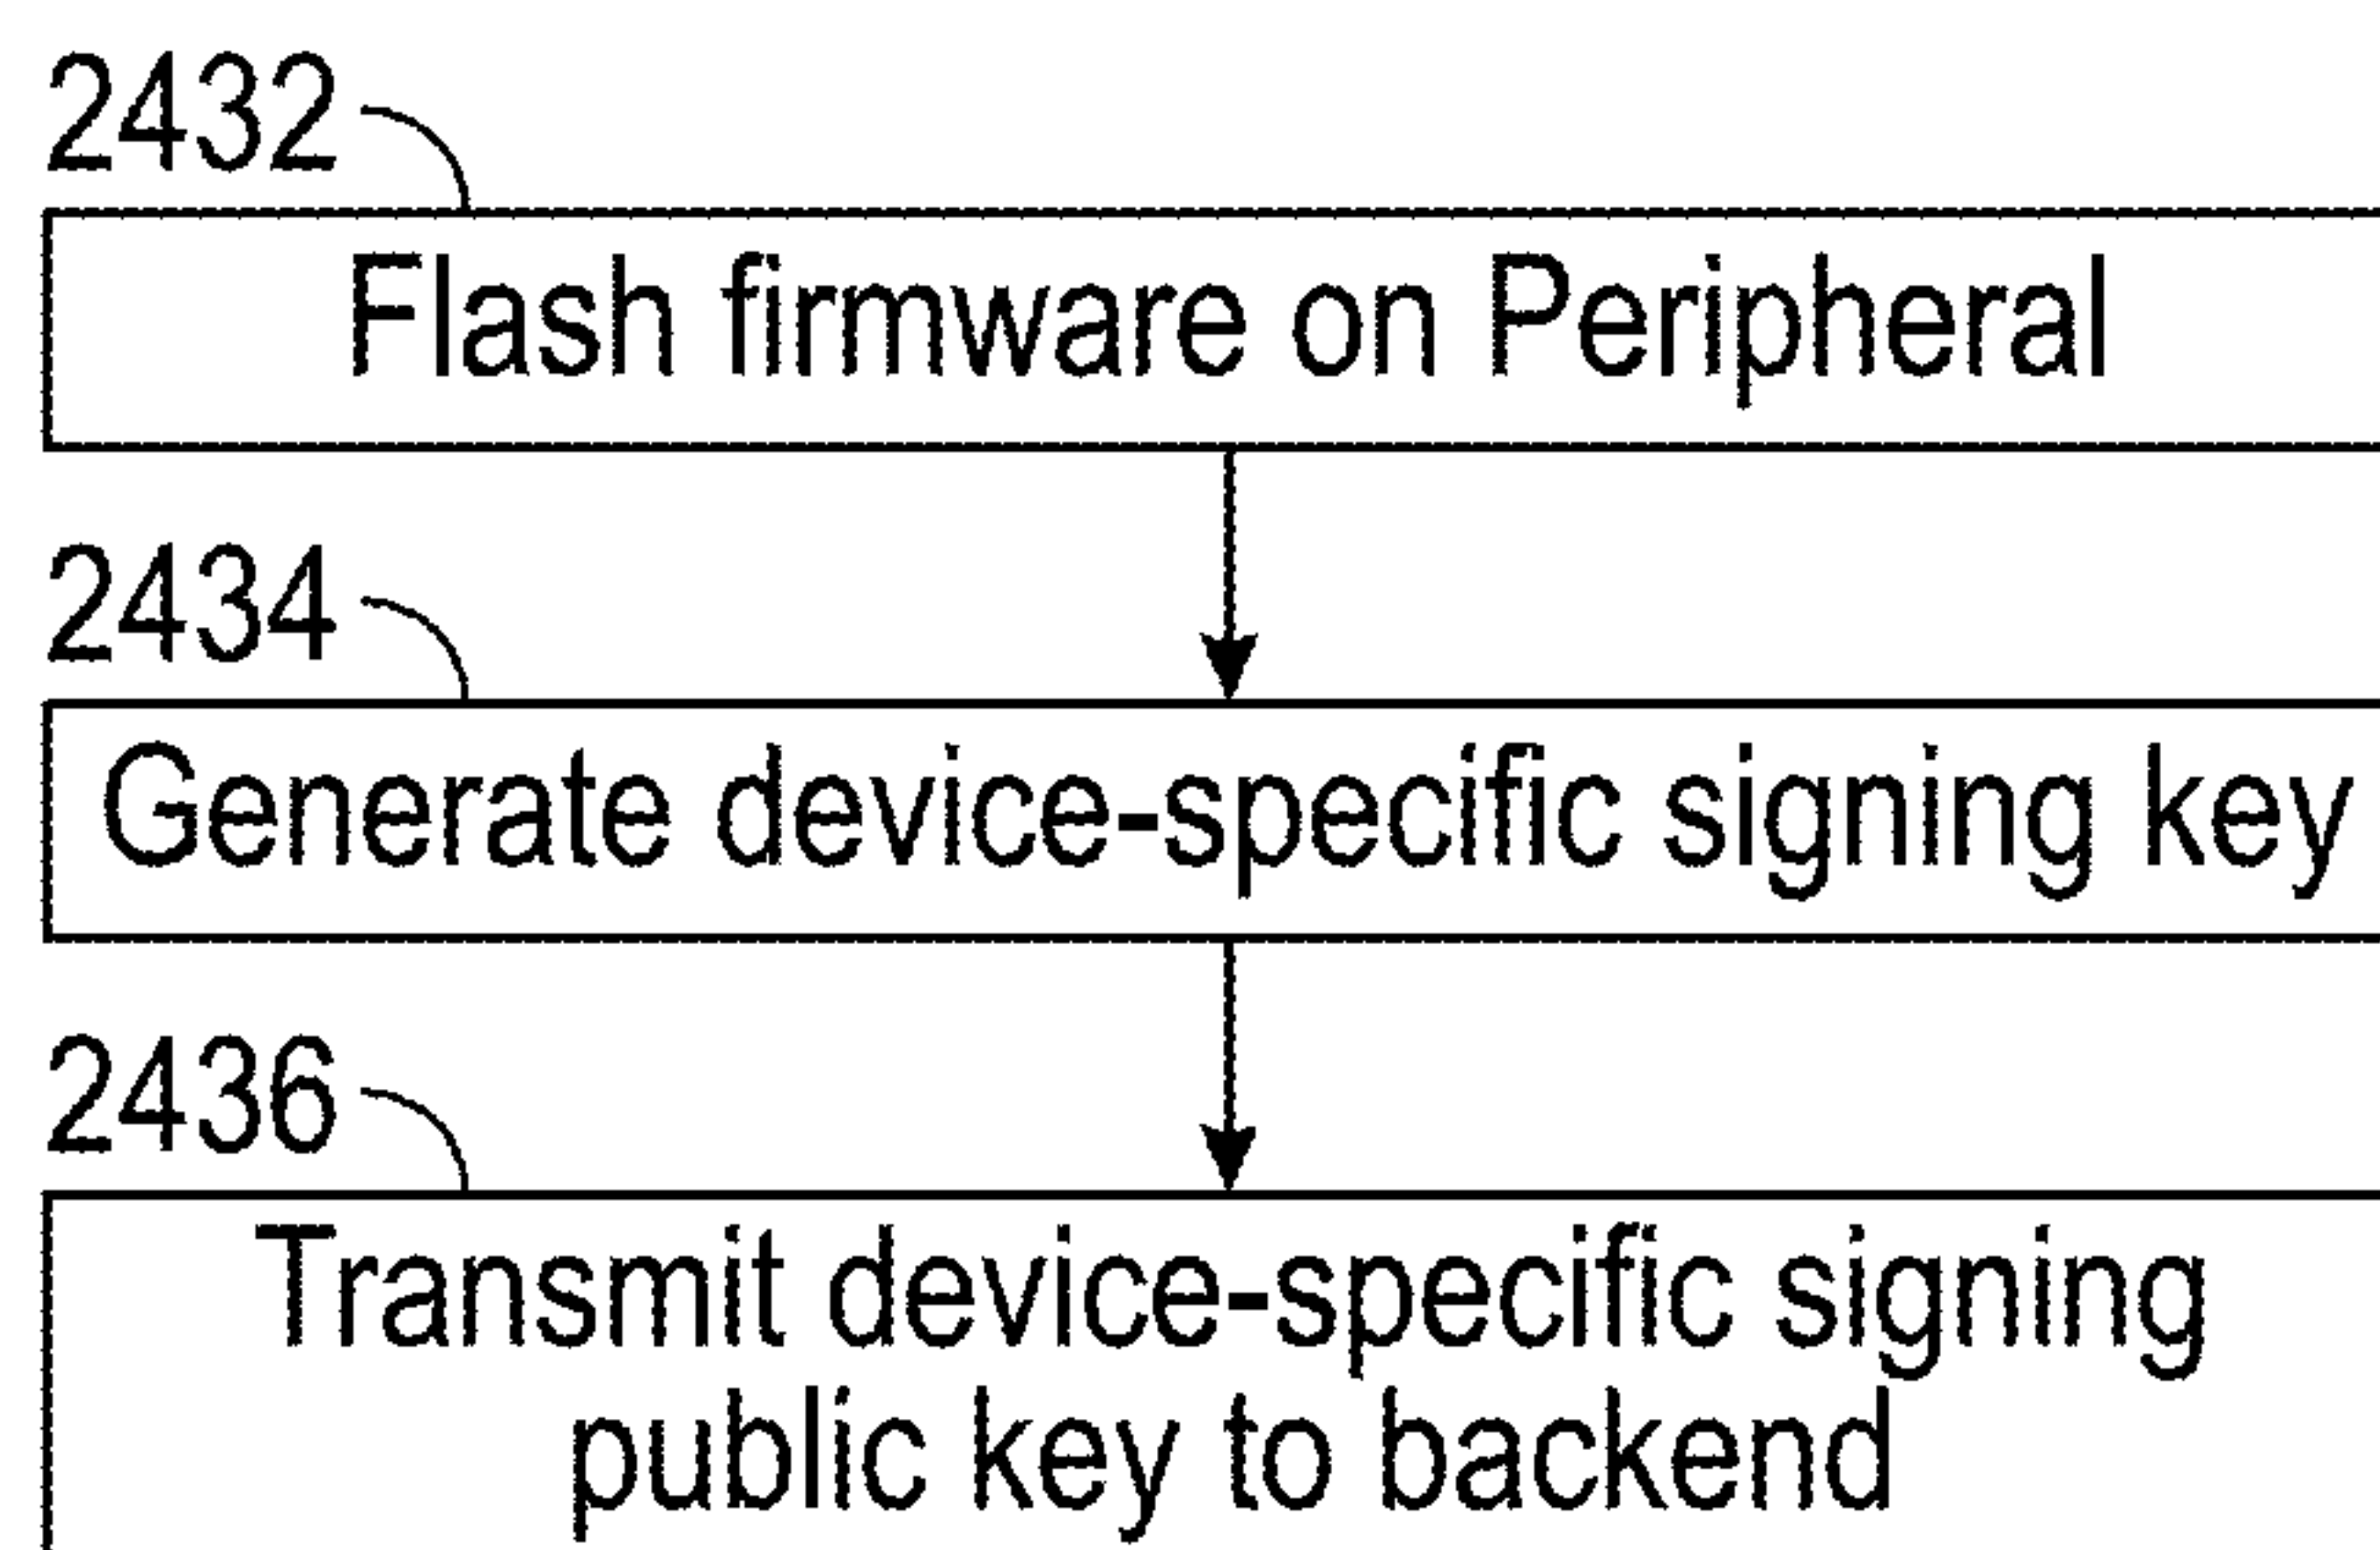 2432
Flash firmware on Peripheral
2434
Generate device-specific signing key
2436
Transmit device-specific signing
public key to backend